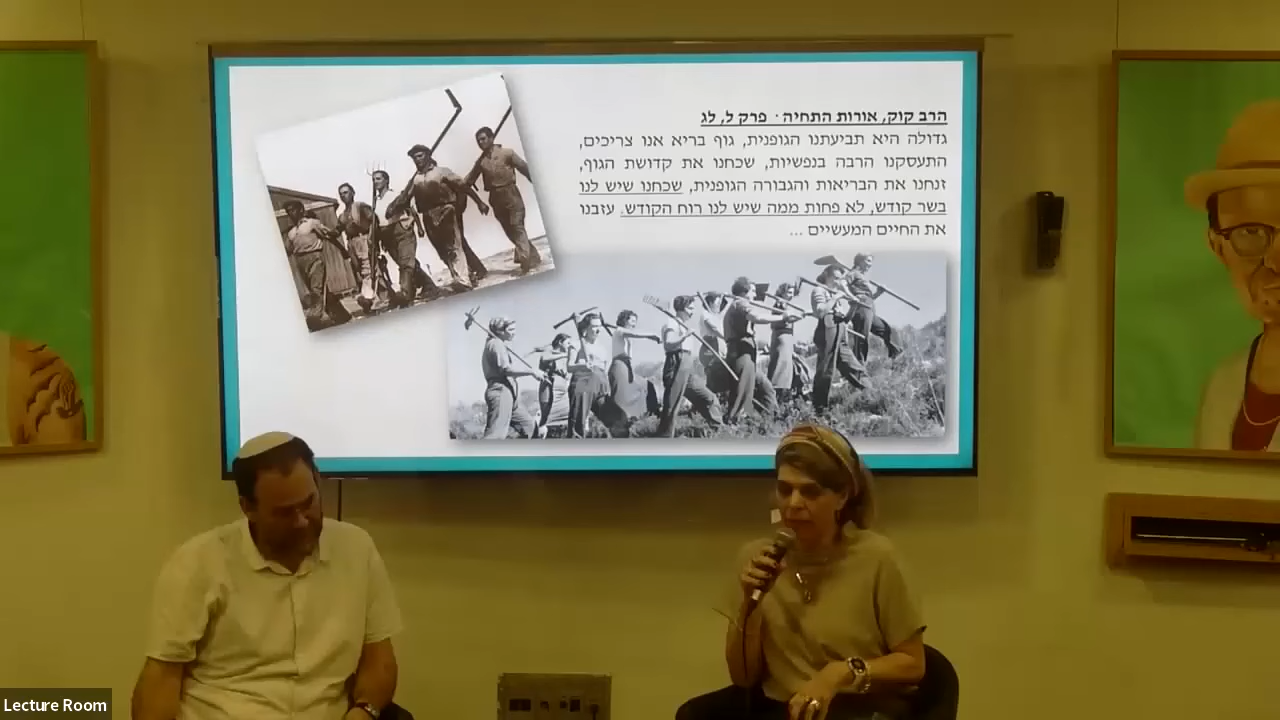 הרב קוק, אורות התחיה · פרק ל, לג
גדולה היא תביעתנו הגופנית, גוף בריא אנו צריכים,
התעסקנו הרבה בנפשיות, שכחנו את קדושת הגוף,
זנחנו את הבריאות והגבורה הגופנית, שכחנו שיש לנו
בשר קודש, לא פחות ממה שיש לנו רוח הקודש. עזבנו
את החיים המעשיים ...
Lecture Room